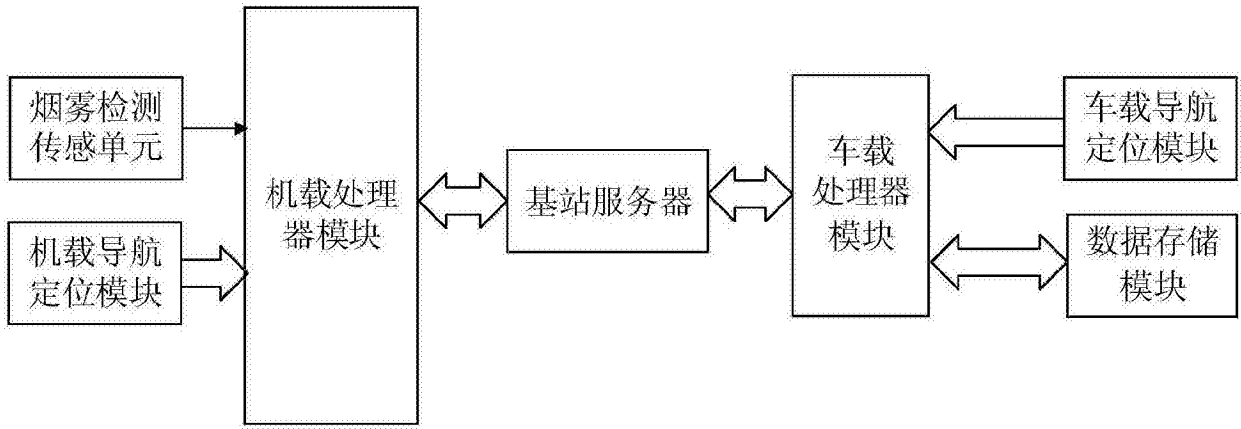 烟雾检测
传感单元
机载导航
定位模块
机载处理
器模块
基站服务器
车载
处理器
模块
车载导航
定位模块
数据存储
模块